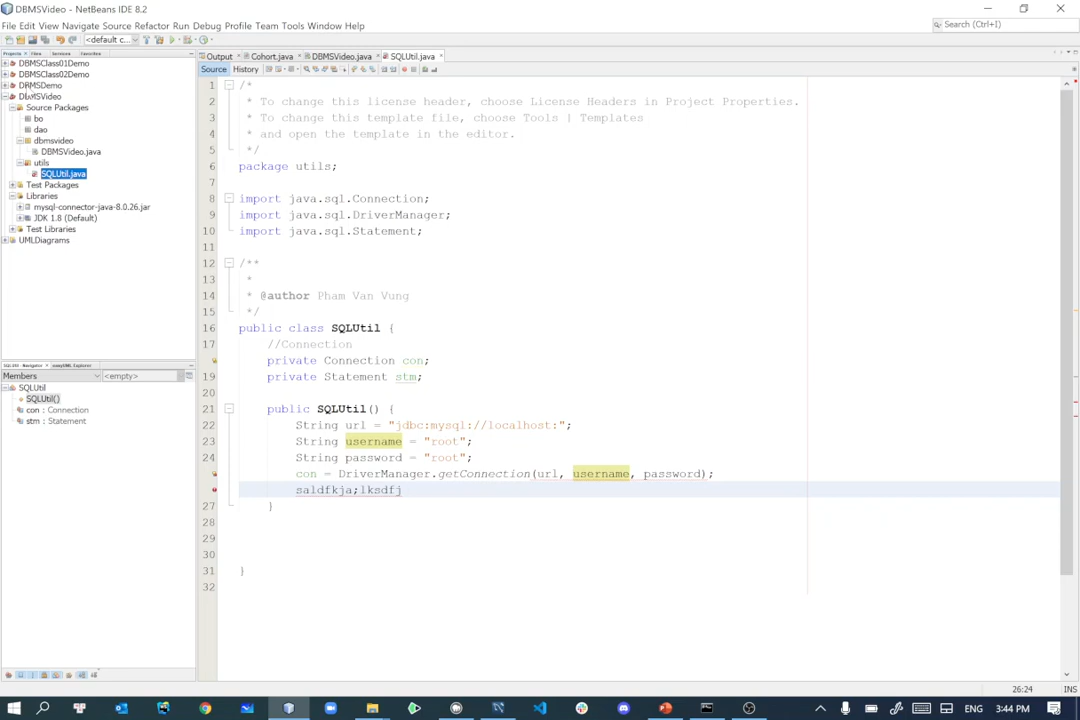 DBMSVideo - NetBeans IDE 8.2
File Edit View Navigate Source Refactor Run Debug Profile Team Tools Window Help
Search (Ctrl+I)
<default c...
Projects Files Services Favorites
Output Cohort.java DBMSVideo.java SQLUtil.java
Source History
DBMSClass01Demo
DBMSClass02Demo
DBMSVideo
Source Packages
bo
dao
dbmsvideo
DBMSVideo.java
utils
SQLUtil.java
Test Packages
Libraries
mysql-connector-java-8.0.26.jar
JDK 1.8 (Default)
Test Libraries
UMLDiagrams
Members <empty>
SQLUtil
SQLUtil()
con : Connection
stm : Statement
1 /*
2 * To change this license header, choose License Headers in Project Properties.
3 * To change this template file, choose Tools | Templates
4 * and open the template in the editor.
5 */
6 package utils;
7
8 import java.sql.Connection;
9 import java.sql.DriverManager;
10 import java.sql.Statement;
11
12 /**
13 *
14 * @author Pham Van Vung
15 */
16 public class SQLUtil {
17 //Connection
private Connection con;
19 private Statement stm;
20
21 public SQLUtil() {
22 String url = "jdbc:mysql://localhost:";
23 String username = "root";
24 String password = "root";
con = DriverManager.getConnection(url, username, password);
saldfkja;lksdfj
27 }
28
29
30
31 }
32
26:24 INS
ENG 3:44 PM